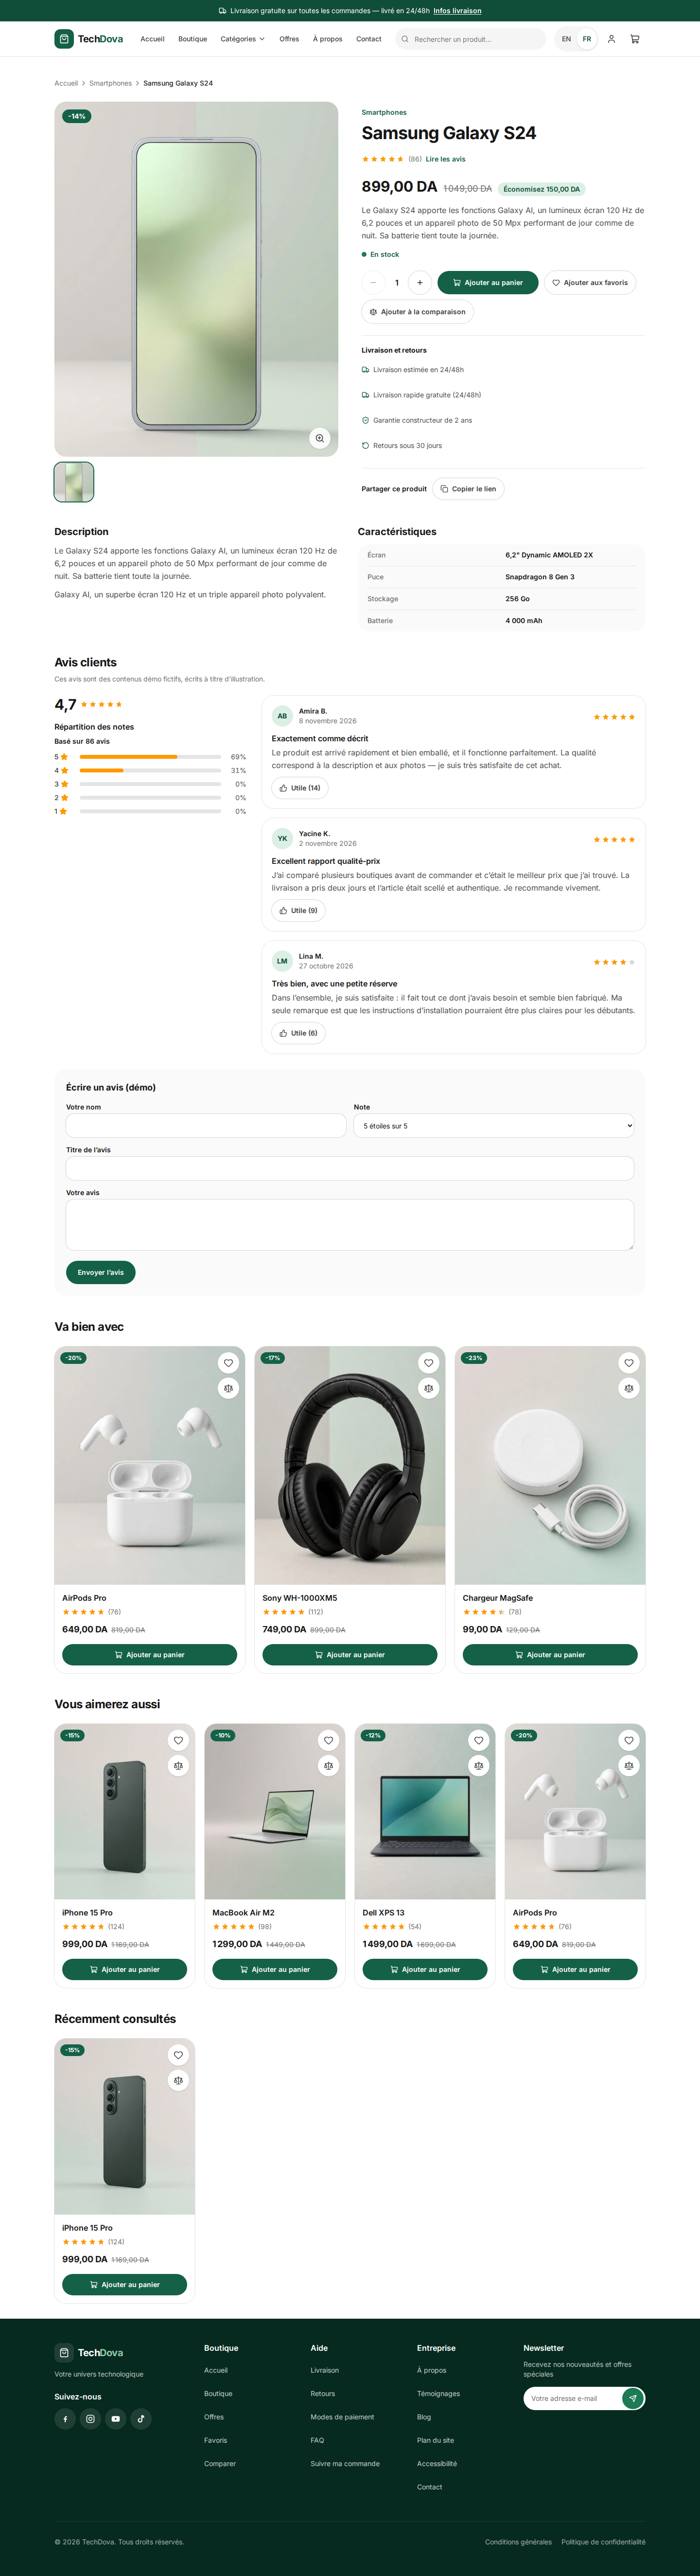 Livraison gratuite sur toutes les commandes — livré en 24/48h Infos livraison
TechDova
Accueil Boutique Catégories Offres À propos Contact Rechercher un produit... EN FR
Accueil Smartphones Samsung Galaxy S24
-14%
Smartphones
Samsung Galaxy S24
(86) Lire les avis
899,00 DA 1 049,00 DA Économisez 150,00 DA
Le Galaxy S24 apporte les fonctions Galaxy AI, un lumineux écran 120 Hz de
6,2 pouces et un appareil photo de 50 Mpx performant de jour comme de
nuit. Sa batterie tient toute la journée.
En stock
1 Ajouter au panier Ajouter aux favoris
Ajouter à la comparaison
Livraison et retours
Livraison estimée en 24/48h
Livraison rapide gratuite (24/48h)
Garantie constructeur de 2 ans
Retours sous 30 jours
Partager ce produit Copier le lien
Description
Le Galaxy S24 apporte les fonctions Galaxy AI, un lumineux écran 120 Hz de
6,2 pouces et un appareil photo de 50 Mpx performant de jour comme de
nuit. Sa batterie tient toute la journée.
Galaxy AI, un superbe écran 120 Hz et un triple appareil photo polyvalent.
Caractéristiques
Écran 6,2" Dynamic AMOLED 2X
Puce Snapdragon 8 Gen 3
Stockage 256 Go
Batterie 4 000 mAh
Avis clients
Ces avis sont des contenus démo fictifs, écrits à titre d'illustration.
4,7
Répartition des notes
Basé sur 86 avis
5 69%
4 31%
3 0%
2 0%
1 0%
AB Amira B.
8 novembre 2026
Exactement comme décrit
Le produit est arrivé rapidement et bien emballé, et il fonctionne parfaitement. La qualité
correspond à la description et aux photos — je suis très satisfaite de cet achat.
Utile (14)
YK Yacine K.
2 novembre 2026
Excellent rapport qualité-prix
J'ai comparé plusieurs boutiques avant de commander et c'était le meilleur prix que j'ai trouvé. La
livraison a pris deux jours et l'article était scellé et authentique. Je recommande vivement.
Utile (9)
LM Lina M.
27 octobre 2026
Très bien, avec une petite réserve
Dans l'ensemble, je suis satisfaite : il fait tout ce dont j'avais besoin et semble bien fabriqué. Ma
seule remarque est que les instructions d'installation pourraient être plus claires pour les débutants.
Utile (6)
Écrire un avis (démo)
Votre nom Note
5 étoiles sur 5
Titre de l'avis
Votre avis
Envoyer l'avis
Va bien avec
-20% -17% -23%
AirPods Pro Sony WH-1000XM5 Chargeur MagSafe
(76) (112) (78)
649,00 DA 819,00 DA 749,00 DA 899,00 DA 99,00 DA 129,00 DA
Ajouter au panier Ajouter au panier Ajouter au panier
Vous aimerez aussi
-15% -10% -12% -20%
iPhone 15 Pro MacBook Air M2 Dell XPS 13 AirPods Pro
(124) (98) (54) (76)
999,00 DA 1 169,00 DA 1 299,00 DA 1 449,00 DA 1 499,00 DA 1 699,00 DA 649,00 DA 819,00 DA
Ajouter au panier Ajouter au panier Ajouter au panier Ajouter au panier
Récemment consultés
-15%
iPhone 15 Pro
(124)
999,00 DA 1 169,00 DA
Ajouter au panier
TechDova
Votre univers technologique
Suivez-nous
Boutique
Accueil
Boutique
Offres
Favoris
Comparer
Aide
Livraison
Retours
Modes de paiement
FAQ
Suivre ma commande
Entreprise
À propos
Témoignages
Blog
Plan du site
Accessibilité
Contact
Newsletter
Recevez nos nouveautés et offres
spéciales
Votre adresse e-mail
© 2026 TechDova. Tous droits réservés. Conditions générales Politique de confidentialité